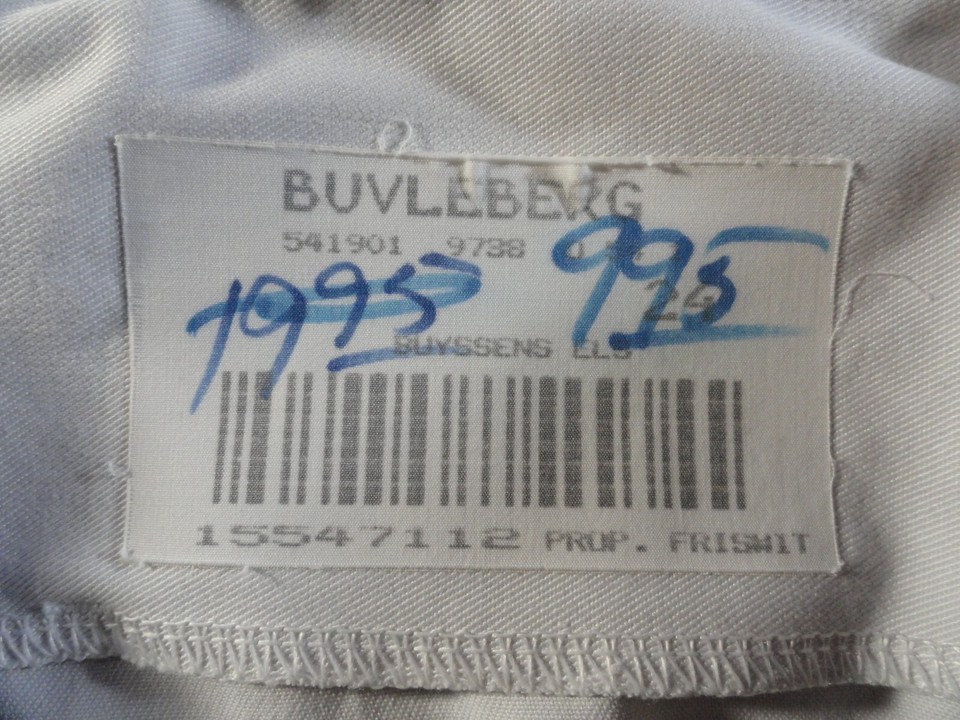 BUVLEBERG
541901 9738
1995 995
24
BUYSSENS ELS
15547112 PROP. FRISWIT